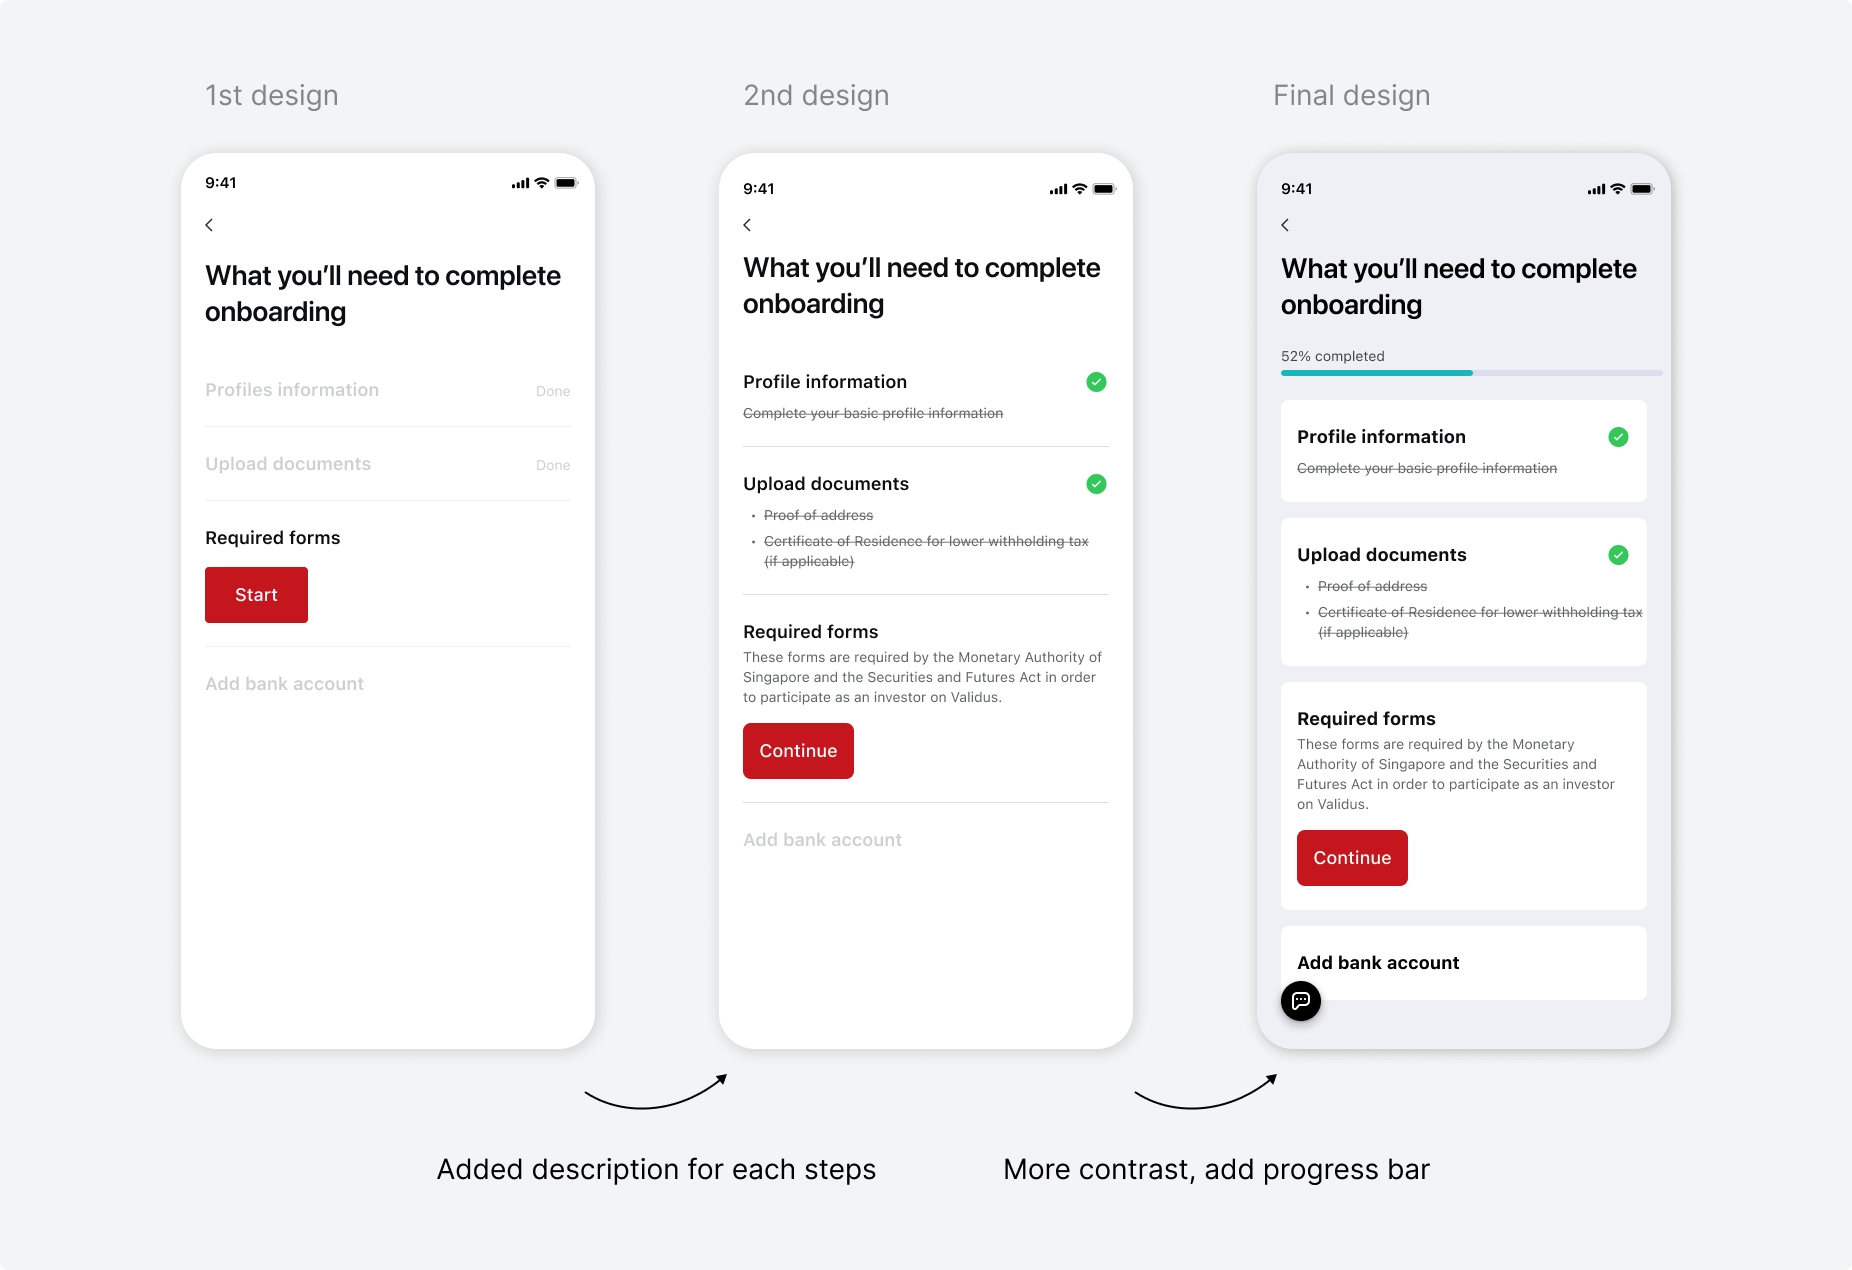 1st design
9:41
What you’ll need to complete
onboarding
Profiles information
Done
Upload documents
Done
Required forms
Start
Add bank account
2nd design
9:41
What you’ll need to complete
onboarding
Profile information
Complete your basic profile information
Upload documents
• Proof of address
• Certificate of Residence for lower withholding tax
(if applicable)
Required forms
These forms are required by the Monetary Authority of
Singapore and the Securities and Futures Act in order
to participate as an investor on Validus.
Continue
Add bank account
Final design
9:41
What you’ll need to complete
onboarding
52% completed
Profile information
Complete your basic profile information
Upload documents
• Proof of address
• Certificate of Residence for lower withholding tax
(if applicable)
Required forms
These forms are required by the Monetary
Authority of Singapore and the Securities and
Futures Act in order to participate as an investor
on Validus.
Continue
Add bank account
Added description for each steps
More contrast, add progress bar